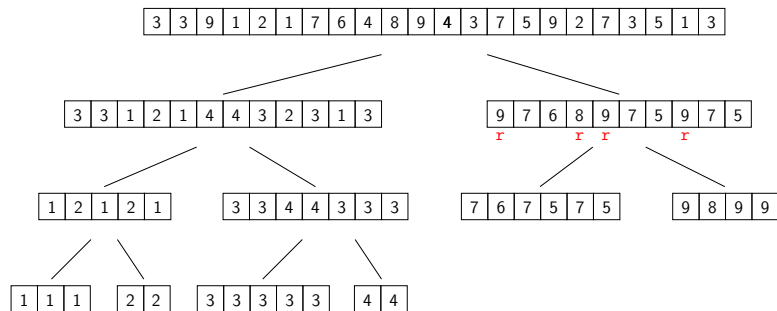 3 3 9 1 2 1 7 6 4 8 9 4 3 7 5 9 2 7 3 5 1 3
3 3 1 2 1 4 4 3 2 3 1 3 9 7 6 8 9 7 5 9 7 5
r r r r
1 2 1 2 1 3 3 4 4 3 3 3 7 6 7 5 7 5 9 8 9 9
1 1 1 2 2 3 3 3 3 3 4 4